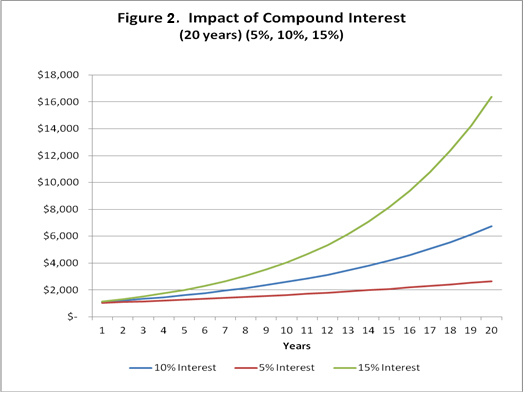 Figure 2. Impact of Compound Interest
(20 years) (5%, 10%, 15%)
$18,000
$16,000
$14,000
$12,000
$10,000
$8,000
$6,000
$4,000
$2,000
$-
1 2 3 4 5 6 7 8 9 10 11 12 13 14 15 16 17 18 19 20
Years
10% Interest 5% Interest 15% Interest